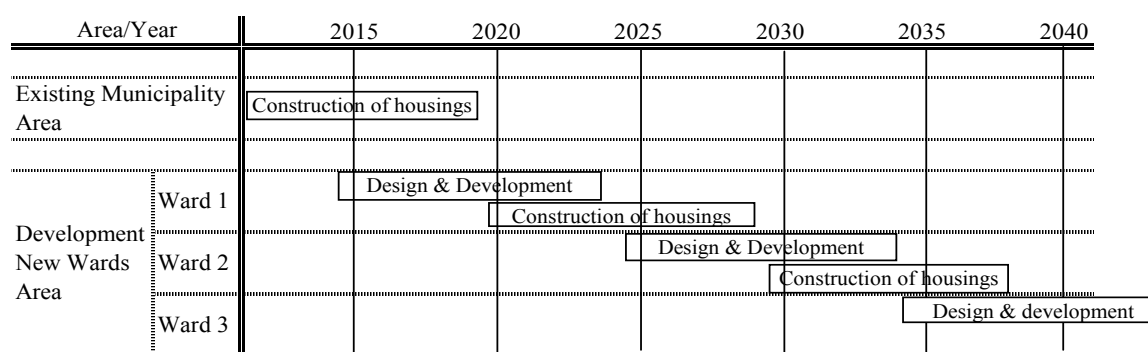 Area/Year 2015 2020 2025 2030 2035 2040
Existing Municipality
Area
Construction of housings
Development
New Wards
Area
Ward 1
Design & Development
Construction of housings
Ward 2
Design & Development
Construction of housings
Ward 3
Design & development